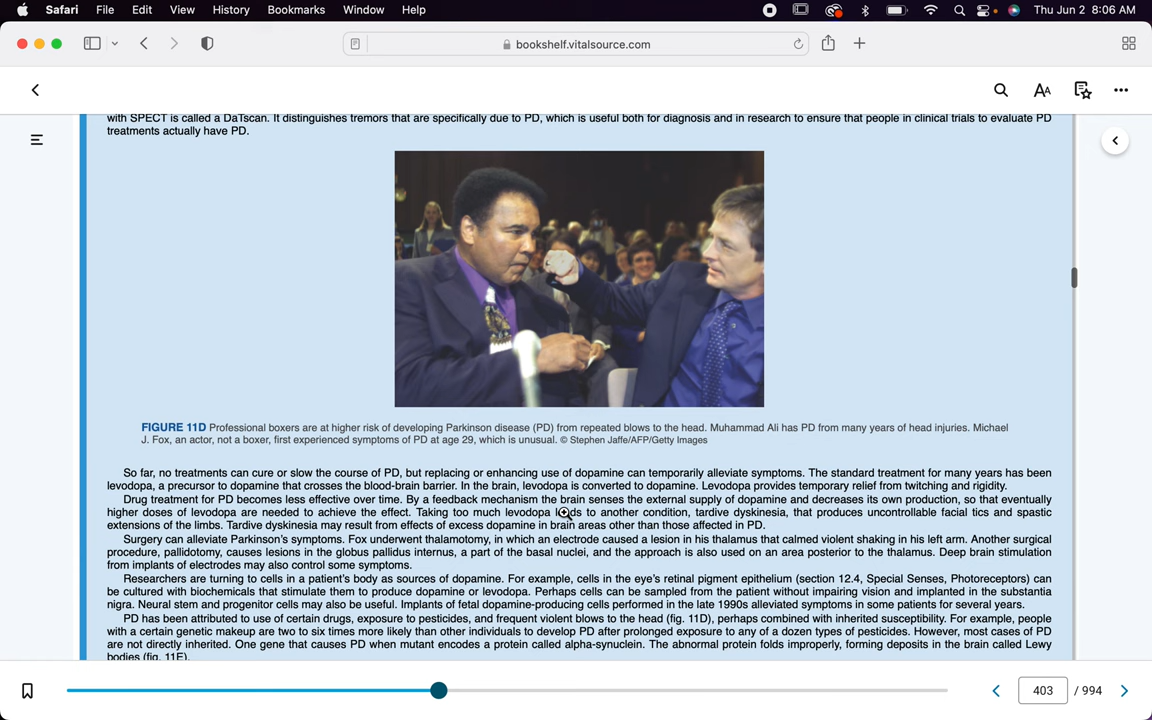 Safari File Edit View History Bookmarks Window Help Thu Jun 2 8:06 AM
bookshelf.vitalsource.com
AA
with SPECT is called a DaTscan. It distinguishes tremors that are specifically due to PD, which is useful both for diagnosis and in research to ensure that people in clinical trials to evaluate PD
treatments actually have PD.
FIGURE 11D Professional boxers are at higher risk of developing Parkinson disease (PD) from repeated blows to the head. Muhammad Ali has PD from many years of head injuries. Michael
J. Fox, an actor, not a boxer, first experienced symptoms of PD at age 29, which is unusual. © Stephen Jaffe/AFP/Getty Images
So far, no treatments can cure or slow the course of PD, but replacing or enhancing use of dopamine can temporarily alleviate symptoms. The standard treatment for many years has been
levodopa, a precursor to dopamine that crosses the blood-brain barrier. In the brain, levodopa is converted to dopamine. Levodopa provides temporary relief from twitching and rigidity.
Drug treatment for PD becomes less effective over time. By a feedback mechanism the brain senses the external supply of dopamine and decreases its own production, so that eventually
higher doses of levodopa are needed to achieve the effect. Taking too much levodopa leads to another condition, tardive dyskinesia, that produces uncontrollable facial tics and spastic
extensions of the limbs. Tardive dyskinesia may result from effects of excess dopamine in brain areas other than those affected in PD.
Surgery can alleviate Parkinson's symptoms. Fox underwent thalamotomy, in which an electrode caused a lesion in his thalamus that calmed violent shaking in his left arm. Another surgical
procedure, pallidotomy, causes lesions in the globus pallidus internus, a part of the basal nuclei, and the approach is also used on an area posterior to the thalamus. Deep brain stimulation
from implants of electrodes may also control some symptoms.
Researchers are turning to cells in a patient's body as sources of dopamine. For example, cells in the eye's retinal pigment epithelium (section 12.4, Special Senses, Photoreceptors) can
be cultured with biochemicals that stimulate them to produce dopamine or levodopa. Perhaps cells can be sampled from the patient without impairing vision and implanted in the substantia
nigra. Neural stem and progenitor cells may also be useful. Implants of fetal dopamine-producing cells performed in the late 1990s alleviated symptoms in some patients for several years.
PD has been attributed to use of certain drugs, exposure to pesticides, and frequent violent blows to the head (fig. 11D), perhaps combined with inherited susceptibility. For example, people
with a certain genetic makeup are two to six times more likely than other individuals to develop PD after prolonged exposure to any of a dozen types of pesticides. However, most cases of PD
are not directly inherited. One gene that causes PD when mutant encodes a protein called alpha-synuclein. The abnormal protein folds improperly, forming deposits in the brain called Lewy
bodies (fig. 11E).
403 / 994